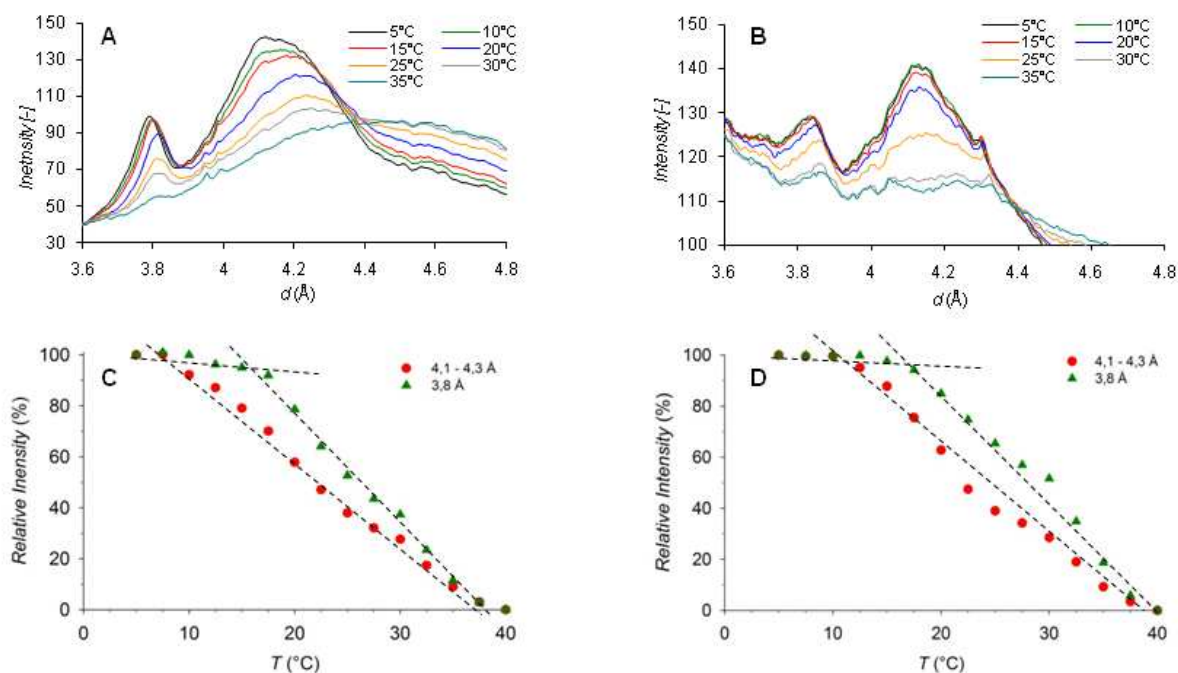 A
5°C 10°C
15°C 20°C
25°C 30°C
35°C
150
130
110
90
70
50
30
Inetnsity [-]
3.6 3.8 4 4.2 4.4 4.6 4.8
d (Å)
B
5°C 10°C
15°C 20°C
25°C 30°C
35°C
150
140
130
120
110
100
Intensity [-]
3.6 3.8 4 4.2 4.4 4.6 4.8
d (Å)
C
4,1 - 4,3 Å
3,8 Å
100
80
60
40
20
0
Relative Inensity (%)
0 10 20 30 40
T (°C)
D
4,1 - 4,3 Å
3,8 Å
100
80
60
40
20
0
Relative Intensity (%)
0 10 20 30 40
T (°C)